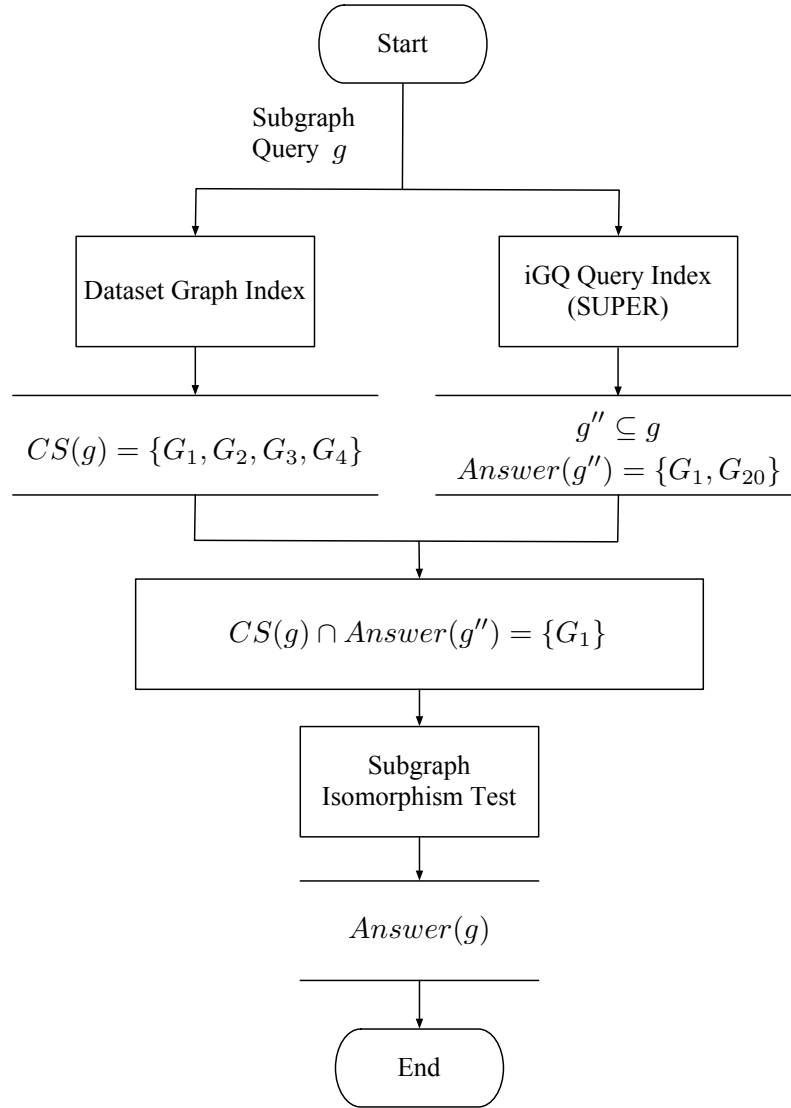 Start
Subgraph
Query g
Dataset Graph Index
iGQ Query Index
(SUPER)
CS(g) = {G₁, G₂, G₃, G₄}
g′′ ⊆ g
Answer(g′′) = {G₁, G₂₀}
CS(g) ∩ Answer(g′′) = {G₁}
Subgraph
Isomorphism Test
Answer(g)
End